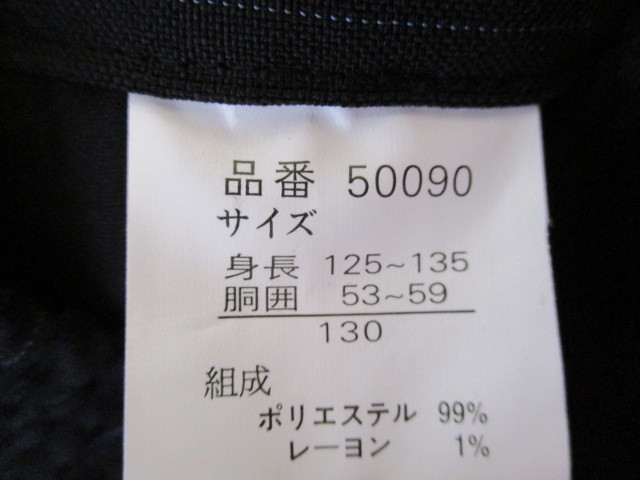 品番 50090
サイズ
身長 125~135
胴囲 53~59
130
組成
ポリエステル 99%
レーヨン 1%